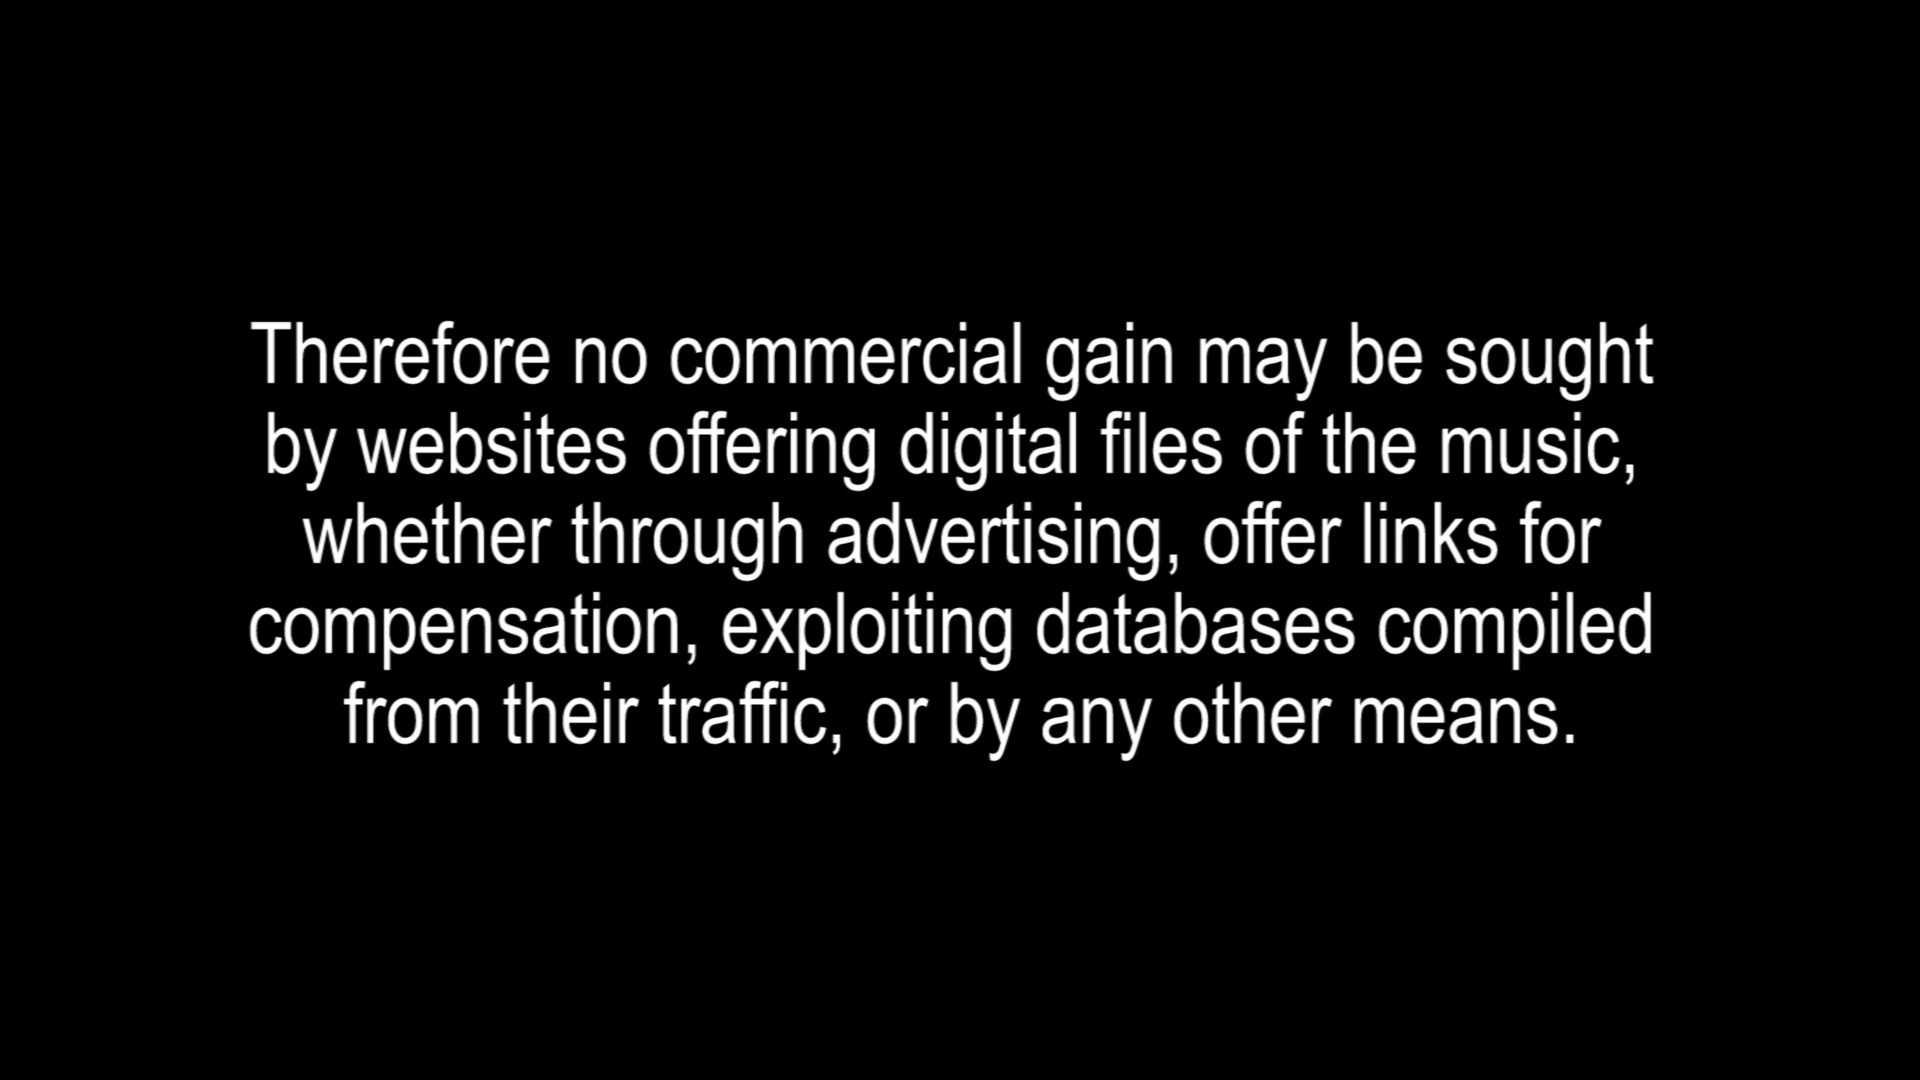 Therefore no commercial gain may be sought
by websites offering digital files of the music,
whether through advertising, offer links for
compensation, exploiting databases compiled
from their traffic, or by any other means.